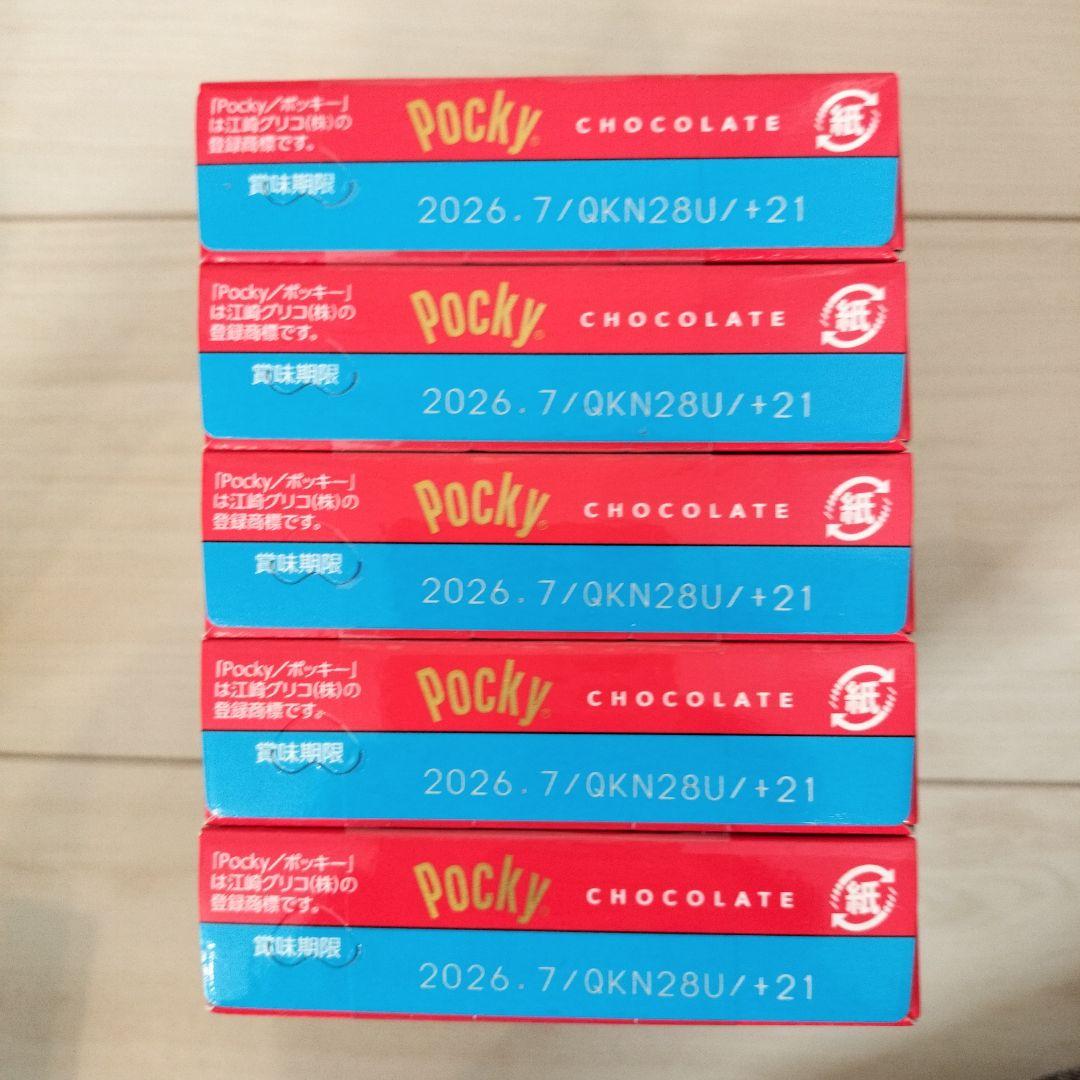 「Pocky／ポッキー」
は江崎グリコ(株)の
登録商標です。
Pocky® CHOCOLATE 紙
賞味期限
2026.7/QKN28U/+21
「Pocky／ポッキー」
は江崎グリコ(株)の
登録商標です。
Pocky® CHOCOLATE 紙
賞味期限
2026.7/QKN28U/+21
「Pocky／ポッキー」
は江崎グリコ(株)の
登録商標です。
Pocky® CHOCOLATE 紙
賞味期限
2026.7/QKN28U/+21
「Pocky／ポッキー」
は江崎グリコ(株)の
登録商標です。
Pocky® CHOCOLATE 紙
賞味期限
2026.7/QKN28U/+21
「Pocky／ポッキー」
は江崎グリコ(株)の
登録商標です。
Pocky® CHOCOLATE 紙
賞味期限
2026.7/QKN28U/+21